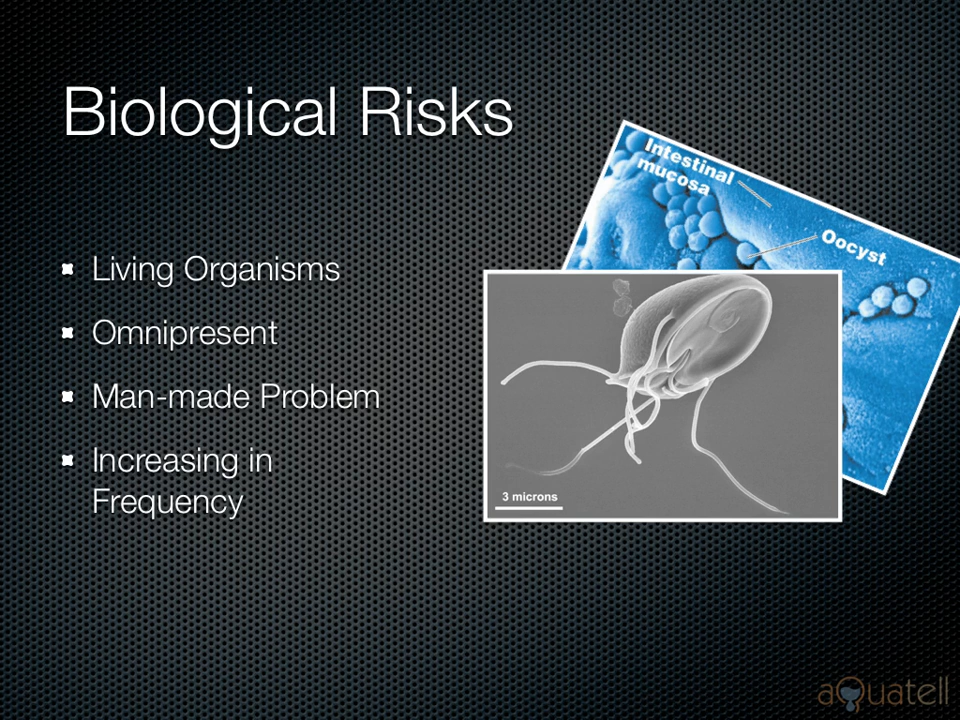 Biological Risks
Living Organisms
Omnipresent
Man-made Problem
Increasing in
Frequency
Intestinal
mucosa
Oocyst
3 microns
aQuatell